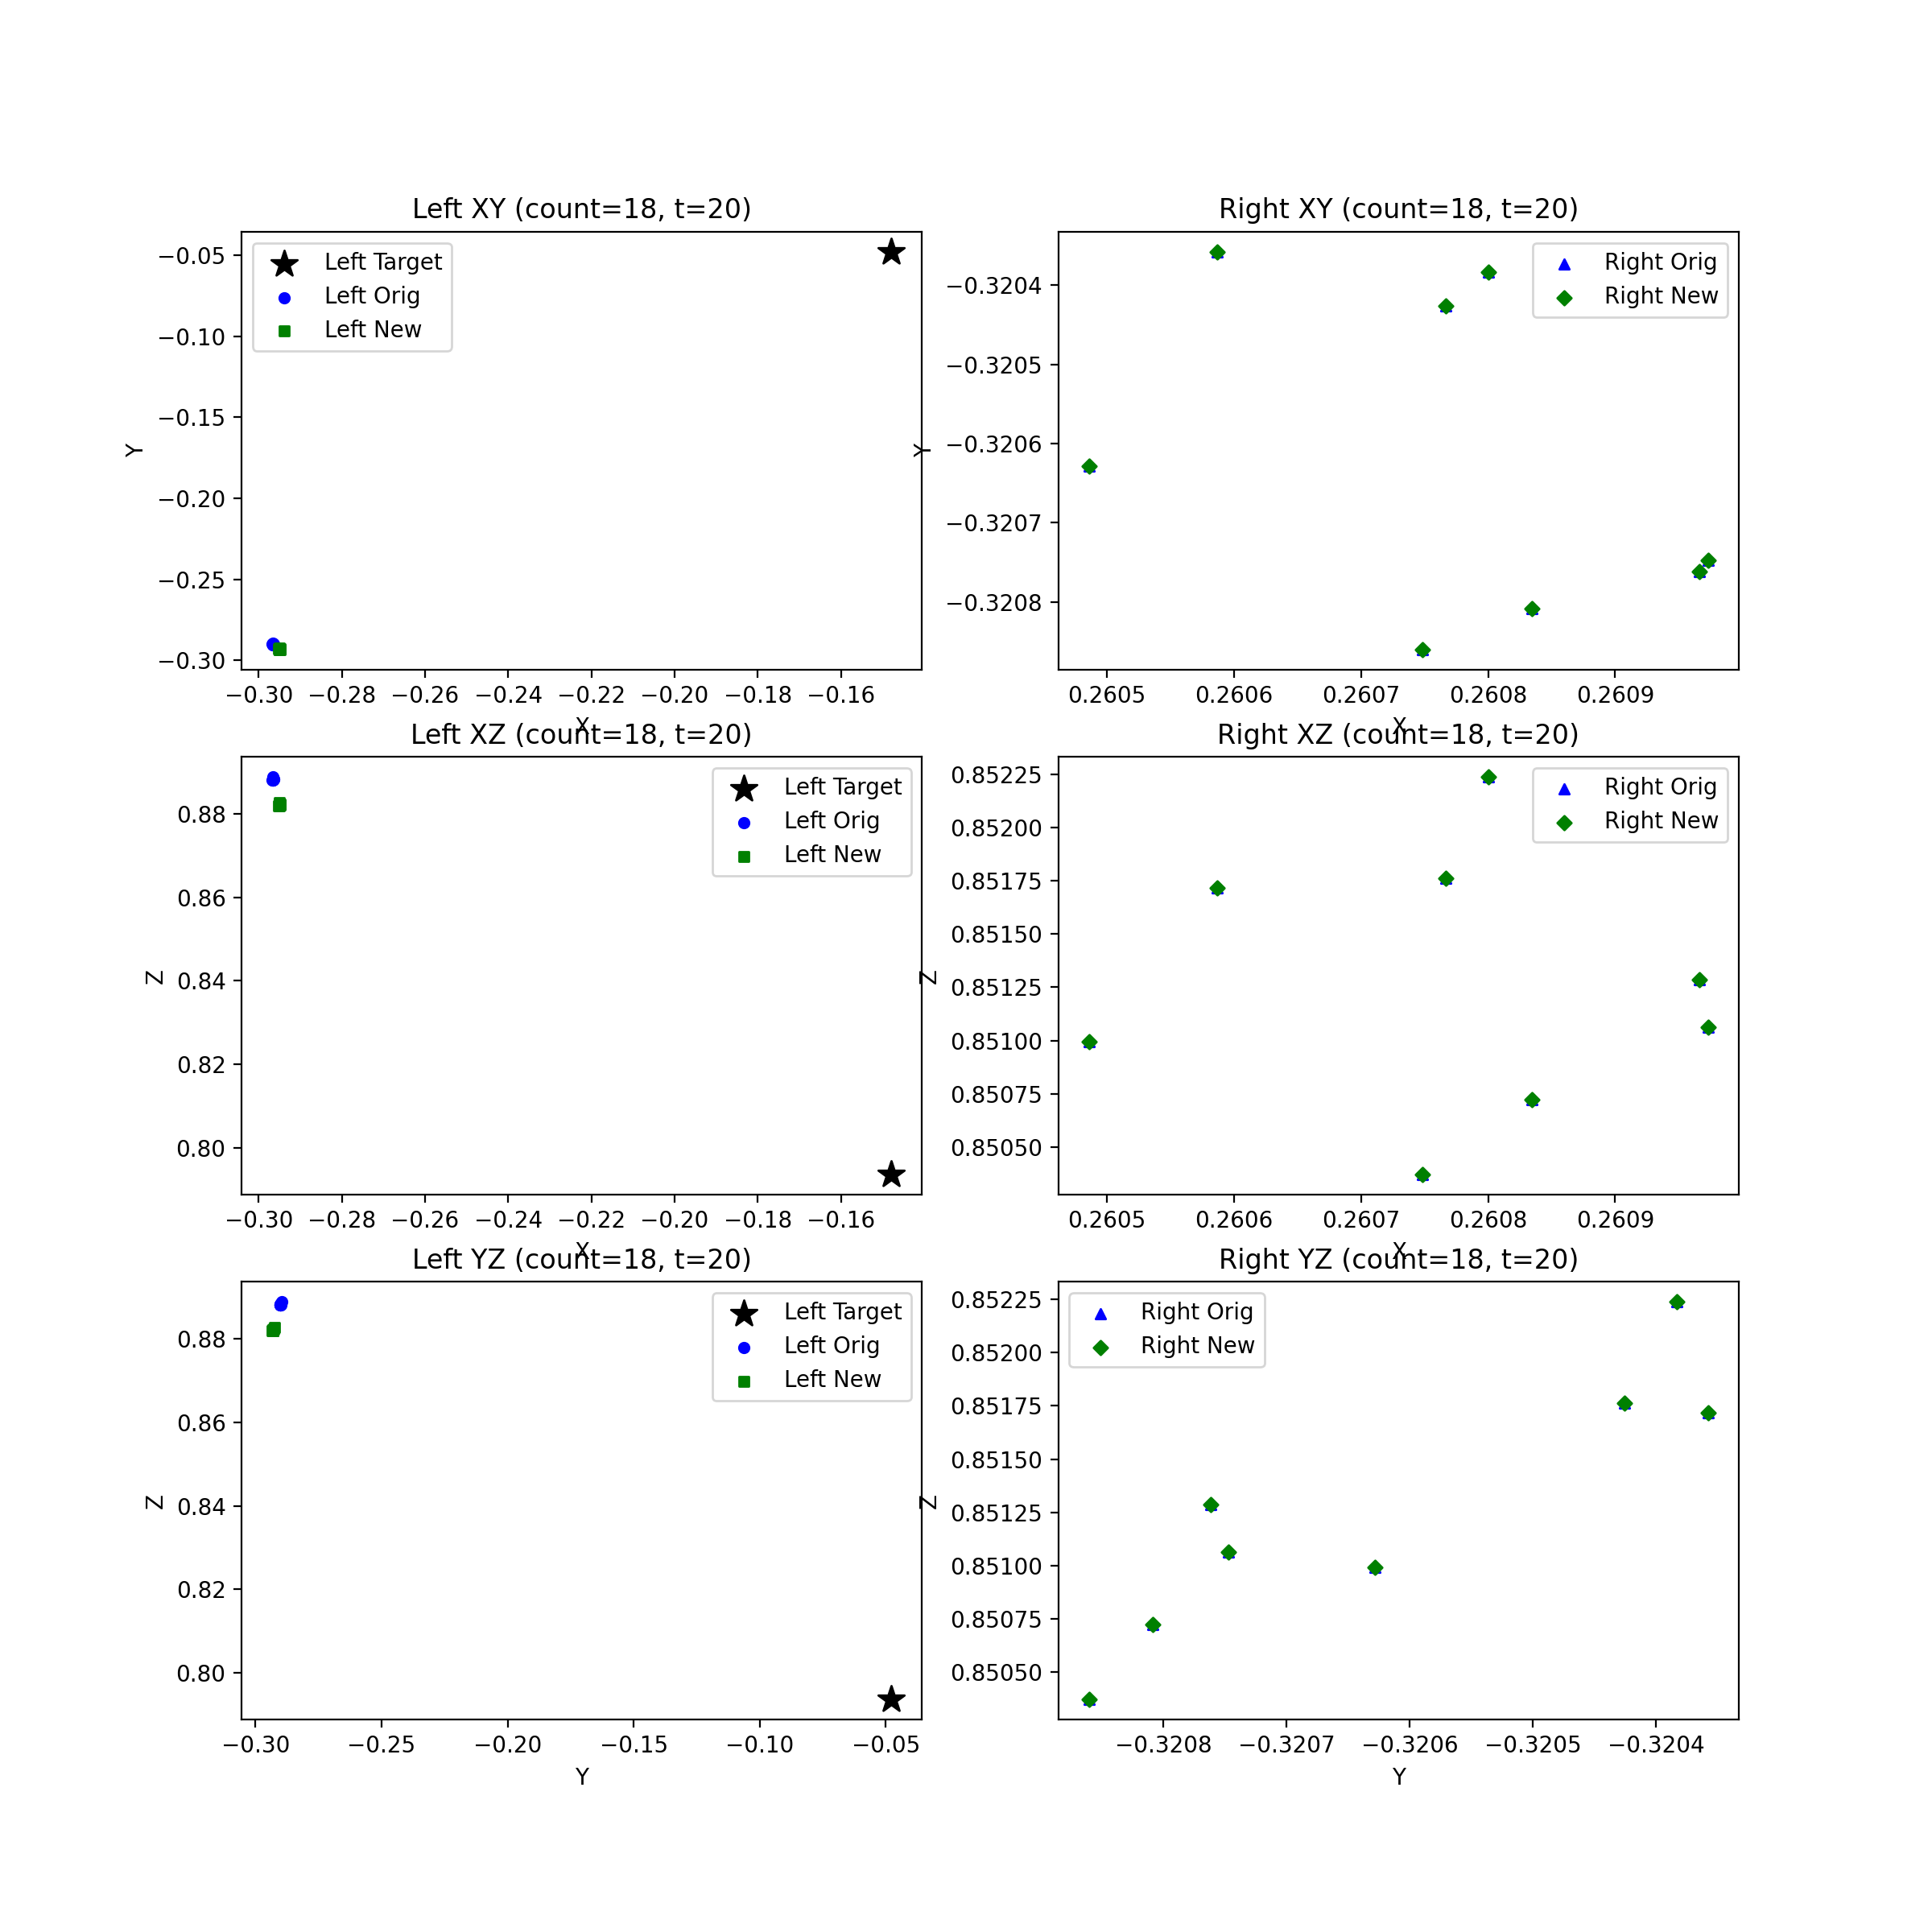 Left XY (count=18, t=20)
Left Target
Left Orig
Left New
−0.05
−0.10
−0.15
−0.20
−0.25
−0.30
Y
−0.30 −0.28 −0.26 −0.24 −0.22 −0.20 −0.18 −0.16
X
Right XY (count=18, t=20)
Right Orig
Right New
−0.3204
−0.3205
−0.3206
−0.3207
−0.3208
Y
0.2605 0.2606 0.2607 0.2608 0.2609
X
Left XZ (count=18, t=20)
Left Target
Left Orig
Left New
0.88
0.86
0.84
0.82
0.80
Z
−0.30 −0.28 −0.26 −0.24 −0.22 −0.20 −0.18 −0.16
X
Right XZ (count=18, t=20)
Right Orig
Right New
0.85225
0.85200
0.85175
0.85150
0.85125
0.85100
0.85075
0.85050
Z
0.2605 0.2606 0.2607 0.2608 0.2609
X
Left YZ (count=18, t=20)
Left Target
Left Orig
Left New
0.88
0.86
0.84
0.82
0.80
Z
−0.30 −0.25 −0.20 −0.15 −0.10 −0.05
Y
Right YZ (count=18, t=20)
Right Orig
Right New
0.85225
0.85200
0.85175
0.85150
0.85125
0.85100
0.85075
0.85050
Z
−0.3208 −0.3207 −0.3206 −0.3205 −0.3204
Y